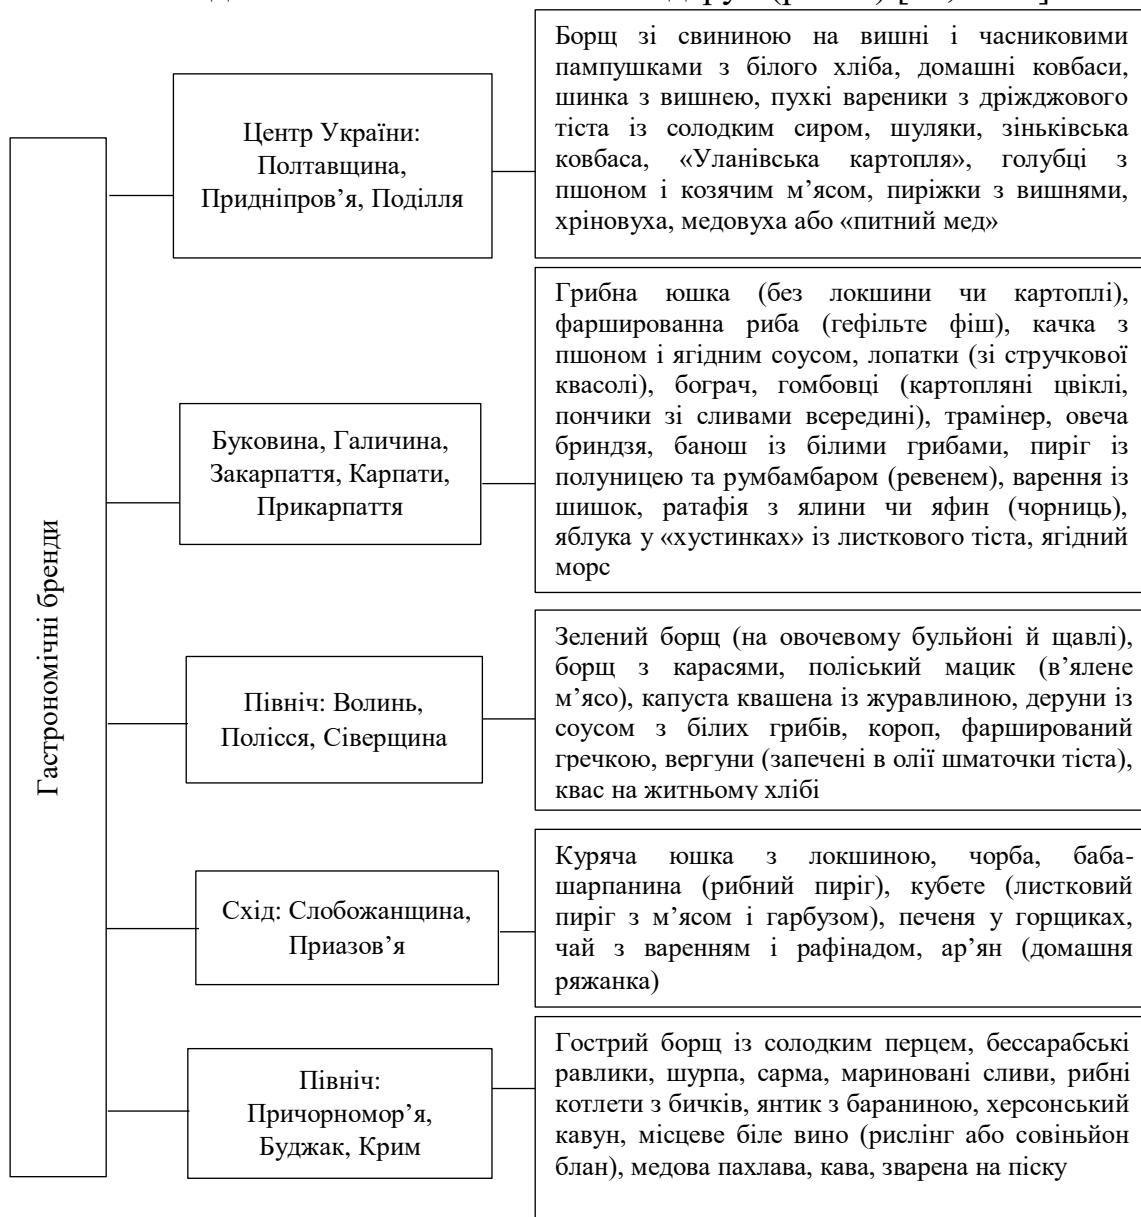 Гастрономічні бренди
Центр України:
Полтавщина,
Придніпров’я, Поділля
Борщ зі свининою на вишні і часниковими
пампушками з білого хліба, домашні ковбаси,
шинка з вишнею, пухкі вареники з дріжджового
тіста із солодким сиром, шуляки, зіньківська
ковбаса, «Уланівська картопля», голубці з
пшоном і козячим м’ясом, пиріжки з вишнями,
хріновуха, медовуха або «питний мед»
Буковина, Галичина,
Закарпаття, Карпати,
Прикарпаття
Грибна юшка (без локшини чи картоплі),
фаршированна риба (гефільте фіш), качка з
пшоном і ягідним соусом, лопатки (зі стручкової
квасолі), бограч, гомбовці (картопляні цвіклі,
пончики зі сливами всередині), трамінер, овеча
бриндзя, банош із білими грибами, пиріг із
полуницею та румбамбаром (ревенем), варення із
шишок, ратафія з ялини чи яфин (чорниць),
яблука у «хустинках» із листкового тіста, ягідний
морс
Північ: Волинь,
Полісся, Сіверщина
Зелений борщ (на овочевому бульйоні й щавлі),
борщ з карасями, поліський мацик (в’ялене
м’ясо), капуста квашена із журавлиною, деруни із
соусом з білих грибів, короп, фарширований
гречкою, вергуни (запечені в олії шматочки тіста),
квас на житньому хлібі
Схід: Слобожанщина,
Приазов’я
Куряча юшка з локшиною, чорба, баба-
шарпанина (рибний пиріг), кубете (листковий
пиріг з м’ясом і гарбузом), печеня у горщиках,
чай з варенням і рафінадом, ар’ян (домашня
ряжанка)
Північ:
Причорномор’я,
Буджак, Крим
Гострий борщ із солодким перцем, бессарабські
равлики, шурпа, сарма, мариновані сливи, рибні
котлети з бичків, янтик з бараниною, херсонський
кавун, місцеве біле вино (рислінг або совіньйон
блан), медова пахлава, кава, зварена на піску